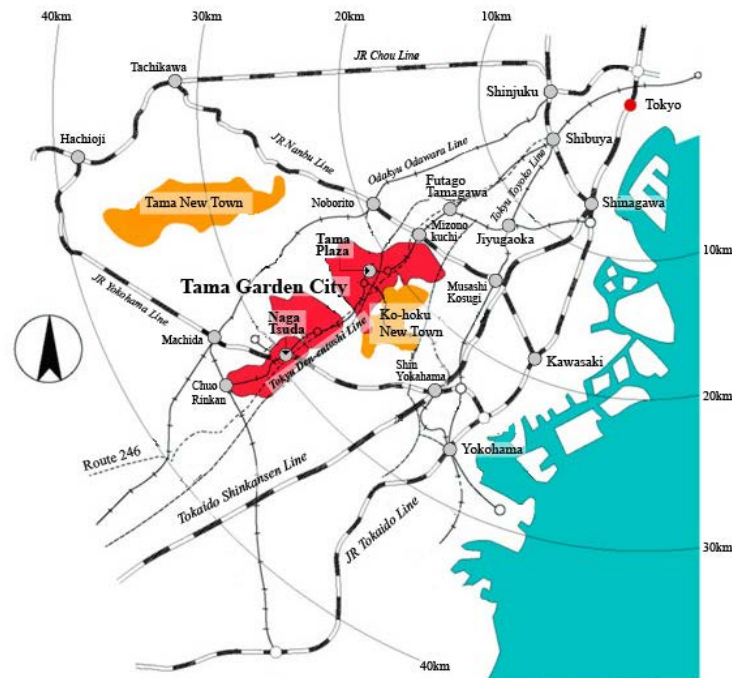 40km
30km
20km
10km
JR Chou Line
Tachikawa
Shinjuku
Tokyo
Hachioji
JR Nanbu Line
Odakyu Odawara Line
Shibuya
Tama New Town
Futago
Tamagawa
Tokyu Toyoko Line
Noborito
Shinagawa
Mizono
kuchi
Jiyugaoka
Tama
Plaza
10km
JR Yokohama Line
Tama Garden City
Musashi
Kosugi
Naga
Tsuda
Ko-hoku
New Town
Machida
Tokyu Den-entoshi Line
Shin
Yokohama
Kawasaki
Chuo
Rinkan
20km
Route 246
Yokohama
Tokaido Shinkansen Line
JR Tokaido Line
30km
40km